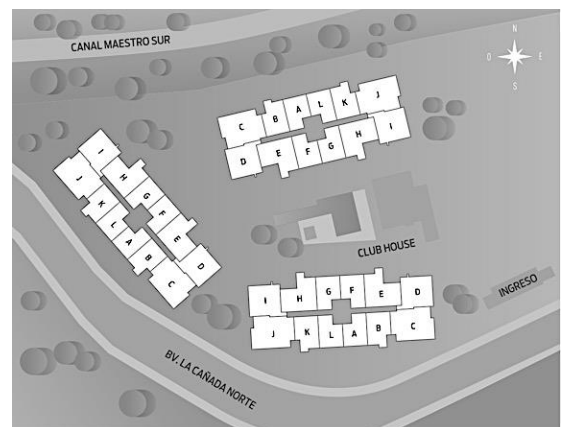 CANAL MAESTRO SUR
N
O E
S
C B A L K J
D E F G H I
I H G F E D
J K L A B C
CLUB HOUSE
INGRESO
I H G F E D
J K L A B C
BV. LA CAÑADA NORTE